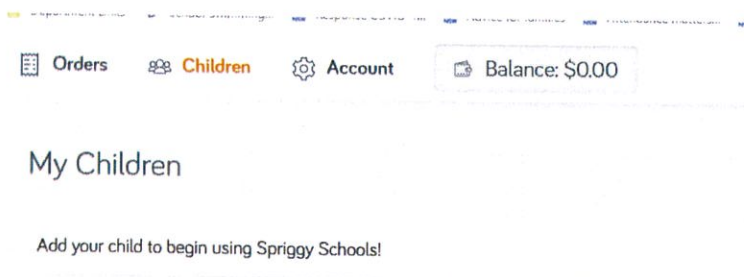 Orders Children Account Balance: $0.00
My Children
Add your child to begin using Spriggy Schools!